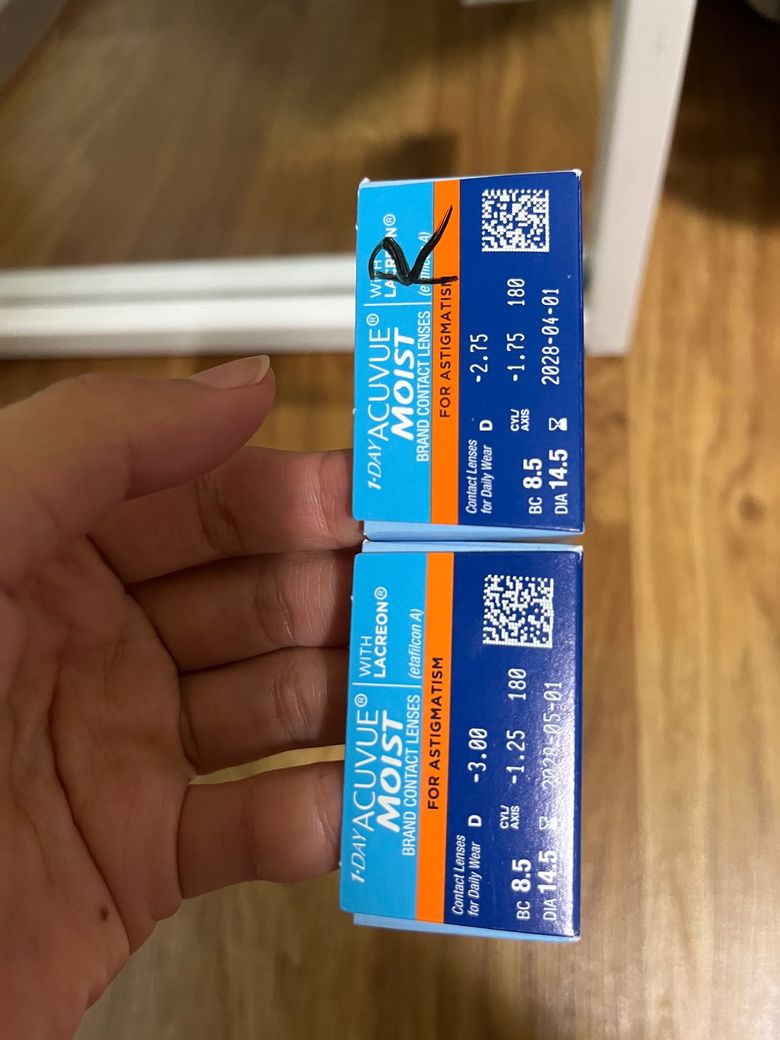 R
1·DAY ACUVUE® WITH
MOIST LACREON®
BRAND CONTACT LENSES (etafilcon A)
FOR ASTIGMATISM
Contact Lenses
for Daily Wear D -2.75
BC 8.5 CYL/ AXIS -1.75 180
DIA 14.5 2028-04-01
1·DAY ACUVUE® WITH
MOIST LACREON®
BRAND CONTACT LENSES (etafilcon A)
FOR ASTIGMATISM
Contact Lenses
for Daily Wear D -3.00
BC 8.5 CYL/ AXIS -1.25 180
DIA 14.5 2028-05-01